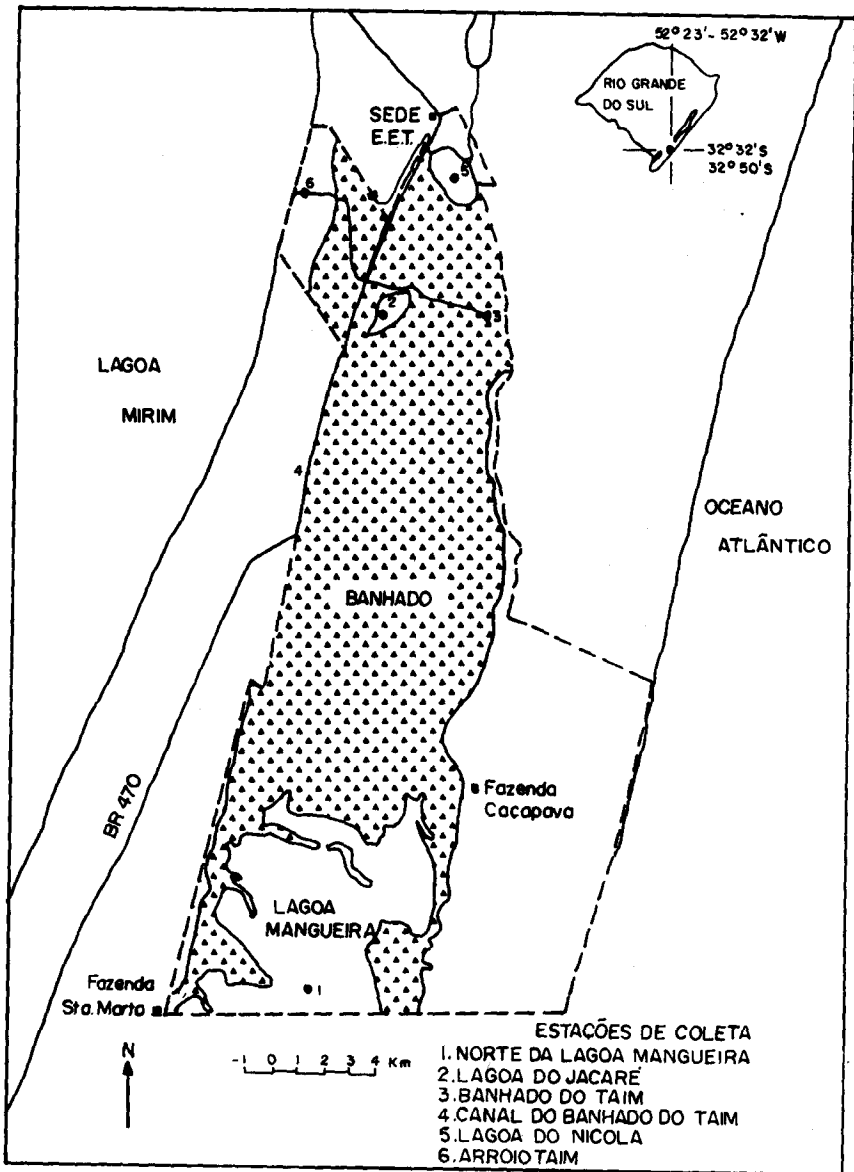 52° 23' - 52° 32' W
RIO GRANDE
DO SUL
32° 32' S
32° 50' S
SEDE
E.E.T.
5
6
2
3
LAGOA
MIRIM
4
OCEANO
ATLÂNTICO
BANHADO
BR 470
Fazenda
Caçapava
LAGOA
MANGUEIRA
1
Fazenda
Sta. Marta
N
-1 0 1 2 3 4 Km
ESTAÇÕES DE COLETA
1. NORTE DA LAGOA MANGUEIRA
2. LAGOA DO JACARÉ
3. BANHADO DO TAIM
4. CANAL DO BANHADO DO TAIM
5. LAGOA DO NICOLA
6. ARROIO TAIM